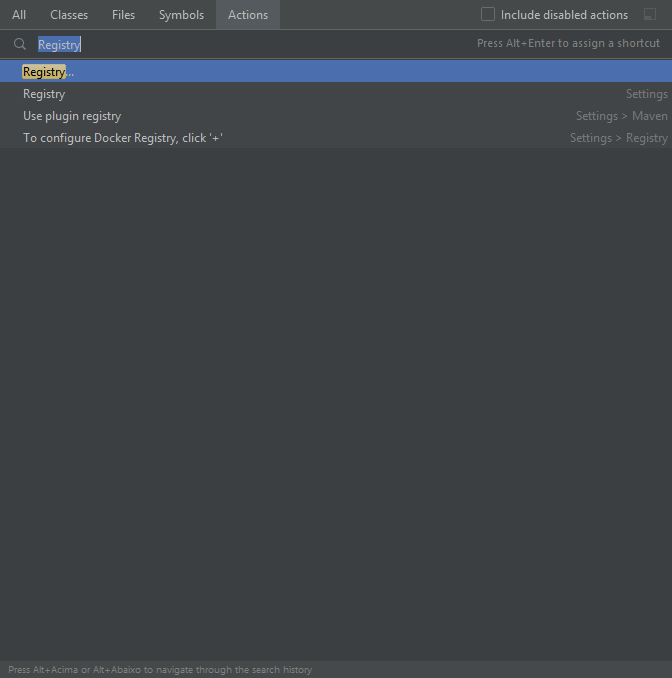 All Classes Files Symbols Actions Include disabled actions
Registry Press Alt+Enter to assign a shortcut
Registry...
Registry Settings
Use plugin registry Settings > Maven
To configure Docker Registry, click '+' Settings > Registry
Press Alt+Acima or Alt+Abaixo to navigate through the search history